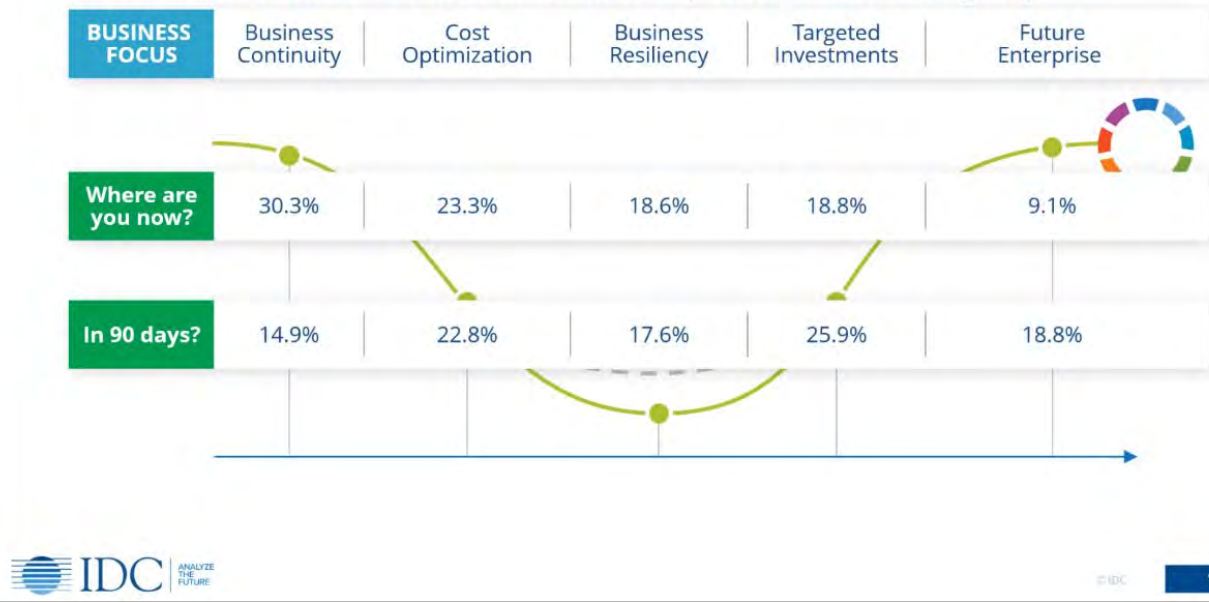 BUSINESS FOCUS
Business Continuity
Cost Optimization
Business Resiliency
Targeted Investments
Future Enterprise
Where are you now?
30.3%
23.3%
18.6%
18.8%
9.1%
In 90 days?
14.9%
22.8%
17.6%
25.9%
18.8%
IDC
ANALYZE
THE
FUTURE
© IDC